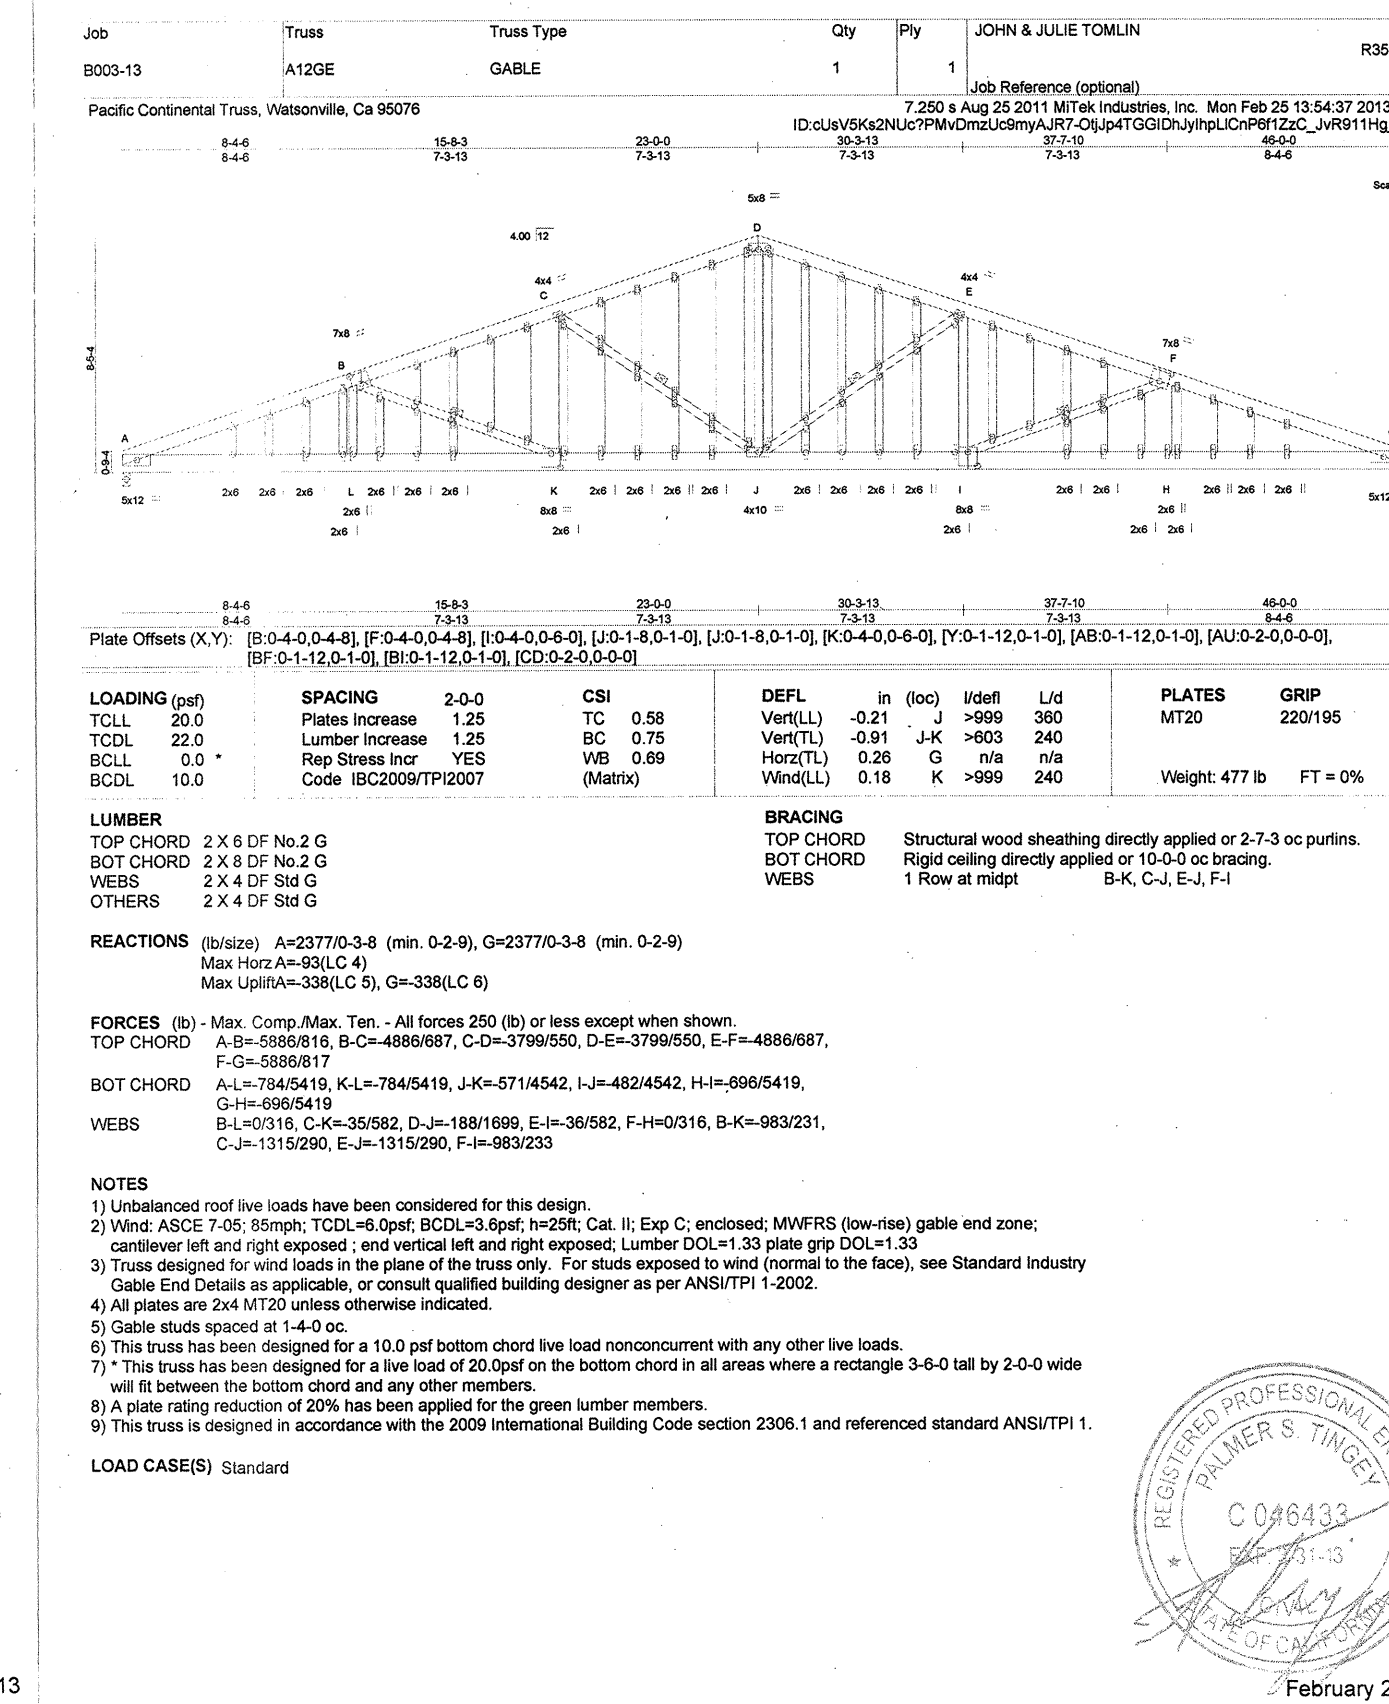 Job Truss Truss Type Qty Ply JOHN & JULIE TOMLIN
R35
B003-13 A12GE GABLE 1 1
Job Reference (optional)
Pacific Continental Truss, Watsonville, Ca 95076 7.250 s Aug 25 2011 MiTek Industries, Inc. Mon Feb 25 13:54:37 2013
8-4-6 15-8-3 23-0-0 30-3-13 37-7-10 46-0-0
8-4-6 7-3-13 7-3-13 7-3-13 7-3-13 8-4-6
Sca
5x8 =
D
4.00 12
4x4 = 4x4 =
C E
7x8 = 7x8 =
B F
8-5-4
A
0-9-4
5x12 = 2x6 2x6 2x6 L 2x6 || 2x6 | 2x6 | K 2x6 | 2x6 | 2x6 || 2x6 | J 2x6 | 2x6 | 2x6 | 2x6 || I 2x6 | 2x6 | H 2x6 || 2x6 | 2x6 || 5x12
2x6 || 8x8 = 4x10 = 8x8 = 2x6 ||
2x6 | 2x6 | 2x6 | 2x6 | 2x6 |
8-4-6 15-8-3 23-0-0 30-3-13 37-7-10 46-0-0
8-4-6 7-3-13 7-3-13 7-3-13 7-3-13 8-4-6
Plate Offsets (X,Y): [B:0-4-0,0-4-8], [F:0-4-0,0-4-8], [I:0-4-0,0-6-0], [J:0-1-8,0-1-0], [J:0-1-8,0-1-0], [K:0-4-0,0-6-0], [Y:0-1-12,0-1-0], [AB:0-1-12,0-1-0], [AU:0-2-0,0-0-0],
[BF:0-1-12,0-1-0], [BI:0-1-12,0-1-0], [CD:0-2-0,0-0-0]
LOADING (psf) SPACING 2-0-0 CSI DEFL in (loc) l/defl L/d PLATES GRIP
TCLL 20.0 Plates Increase 1.25 TC 0.58 Vert(LL) -0.21 J >999 360 MT20 220/195
TCDL 22.0 Lumber Increase 1.25 BC 0.75 Vert(TL) -0.91 J-K >603 240
BCLL 0.0 * Rep Stress Incr YES WB 0.69 Horz(TL) 0.26 G n/a n/a
BCDL 10.0 Code IBC2009/TPI2007 (Matrix) Wind(LL) 0.18 K >999 240 Weight: 477 lb FT = 0%
LUMBER BRACING
TOP CHORD 2 X 6 DF No.2 G TOP CHORD Structural wood sheathing directly applied or 2-7-3 oc purlins.
BOT CHORD 2 X 8 DF No.2 G BOT CHORD Rigid ceiling directly applied or 10-0-0 oc bracing.
WEBS 2 X 4 DF Std G WEBS 1 Row at midpt B-K, C-J, E-J, F-I
OTHERS 2 X 4 DF Std G
REACTIONS (lb/size) A=2377/0-3-8 (min. 0-2-9), G=2377/0-3-8 (min. 0-2-9)
Max Horz A=-93(LC 4)
Max UpliftA=-338(LC 5), G=-338(LC 6)
FORCES (lb) - Max. Comp./Max. Ten. - All forces 250 (lb) or less except when shown.
TOP CHORD A-B=-5886/816, B-C=-4886/687, C-D=-3799/550, D-E=-3799/550, E-F=-4886/687,
F-G=-5886/817
BOT CHORD A-L=-784/5419, K-L=-784/5419, J-K=-571/4542, I-J=-482/4542, H-I=-696/5419,
G-H=-696/5419
WEBS B-L=0/316, C-K=-35/582, D-J=-188/1699, E-I=-36/582, F-H=0/316, B-K=-983/231,
C-J=-1315/290, E-J=-1315/290, F-I=-983/233
NOTES
1) Unbalanced roof live loads have been considered for this design.
2) Wind: ASCE 7-05; 85mph; TCDL=6.0psf; BCDL=3.6psf; h=25ft; Cat. II; Exp C; enclosed; MWFRS (low-rise) gable end zone;
cantilever left and right exposed ; end vertical left and right exposed; Lumber DOL=1.33 plate grip DOL=1.33
3) Truss designed for wind loads in the plane of the truss only. For studs exposed to wind (normal to the face), see Standard Industry
Gable End Details as applicable, or consult qualified building designer as per ANSI/TPI 1-2002.
4) All plates are 2x4 MT20 unless otherwise indicated.
5) Gable studs spaced at 1-4-0 oc.
6) This truss has been designed for a 10.0 psf bottom chord live load nonconcurrent with any other live loads.
7) * This truss has been designed for a live load of 20.0psf on the bottom chord in all areas where a rectangle 3-6-0 tall by 2-0-0 wide
will fit between the bottom chord and any other members.
8) A plate rating reduction of 20% has been applied for the green lumber members.
9) This truss is designed in accordance with the 2009 International Building Code section 2306.1 and referenced standard ANSI/TPI 1.
LOAD CASE(S) Standard
REGISTERED PROFESSIONAL EN
PALMER S. TINGEY
C 046433
CIVIL
STATE OF CALIFORNIA
13
February 2